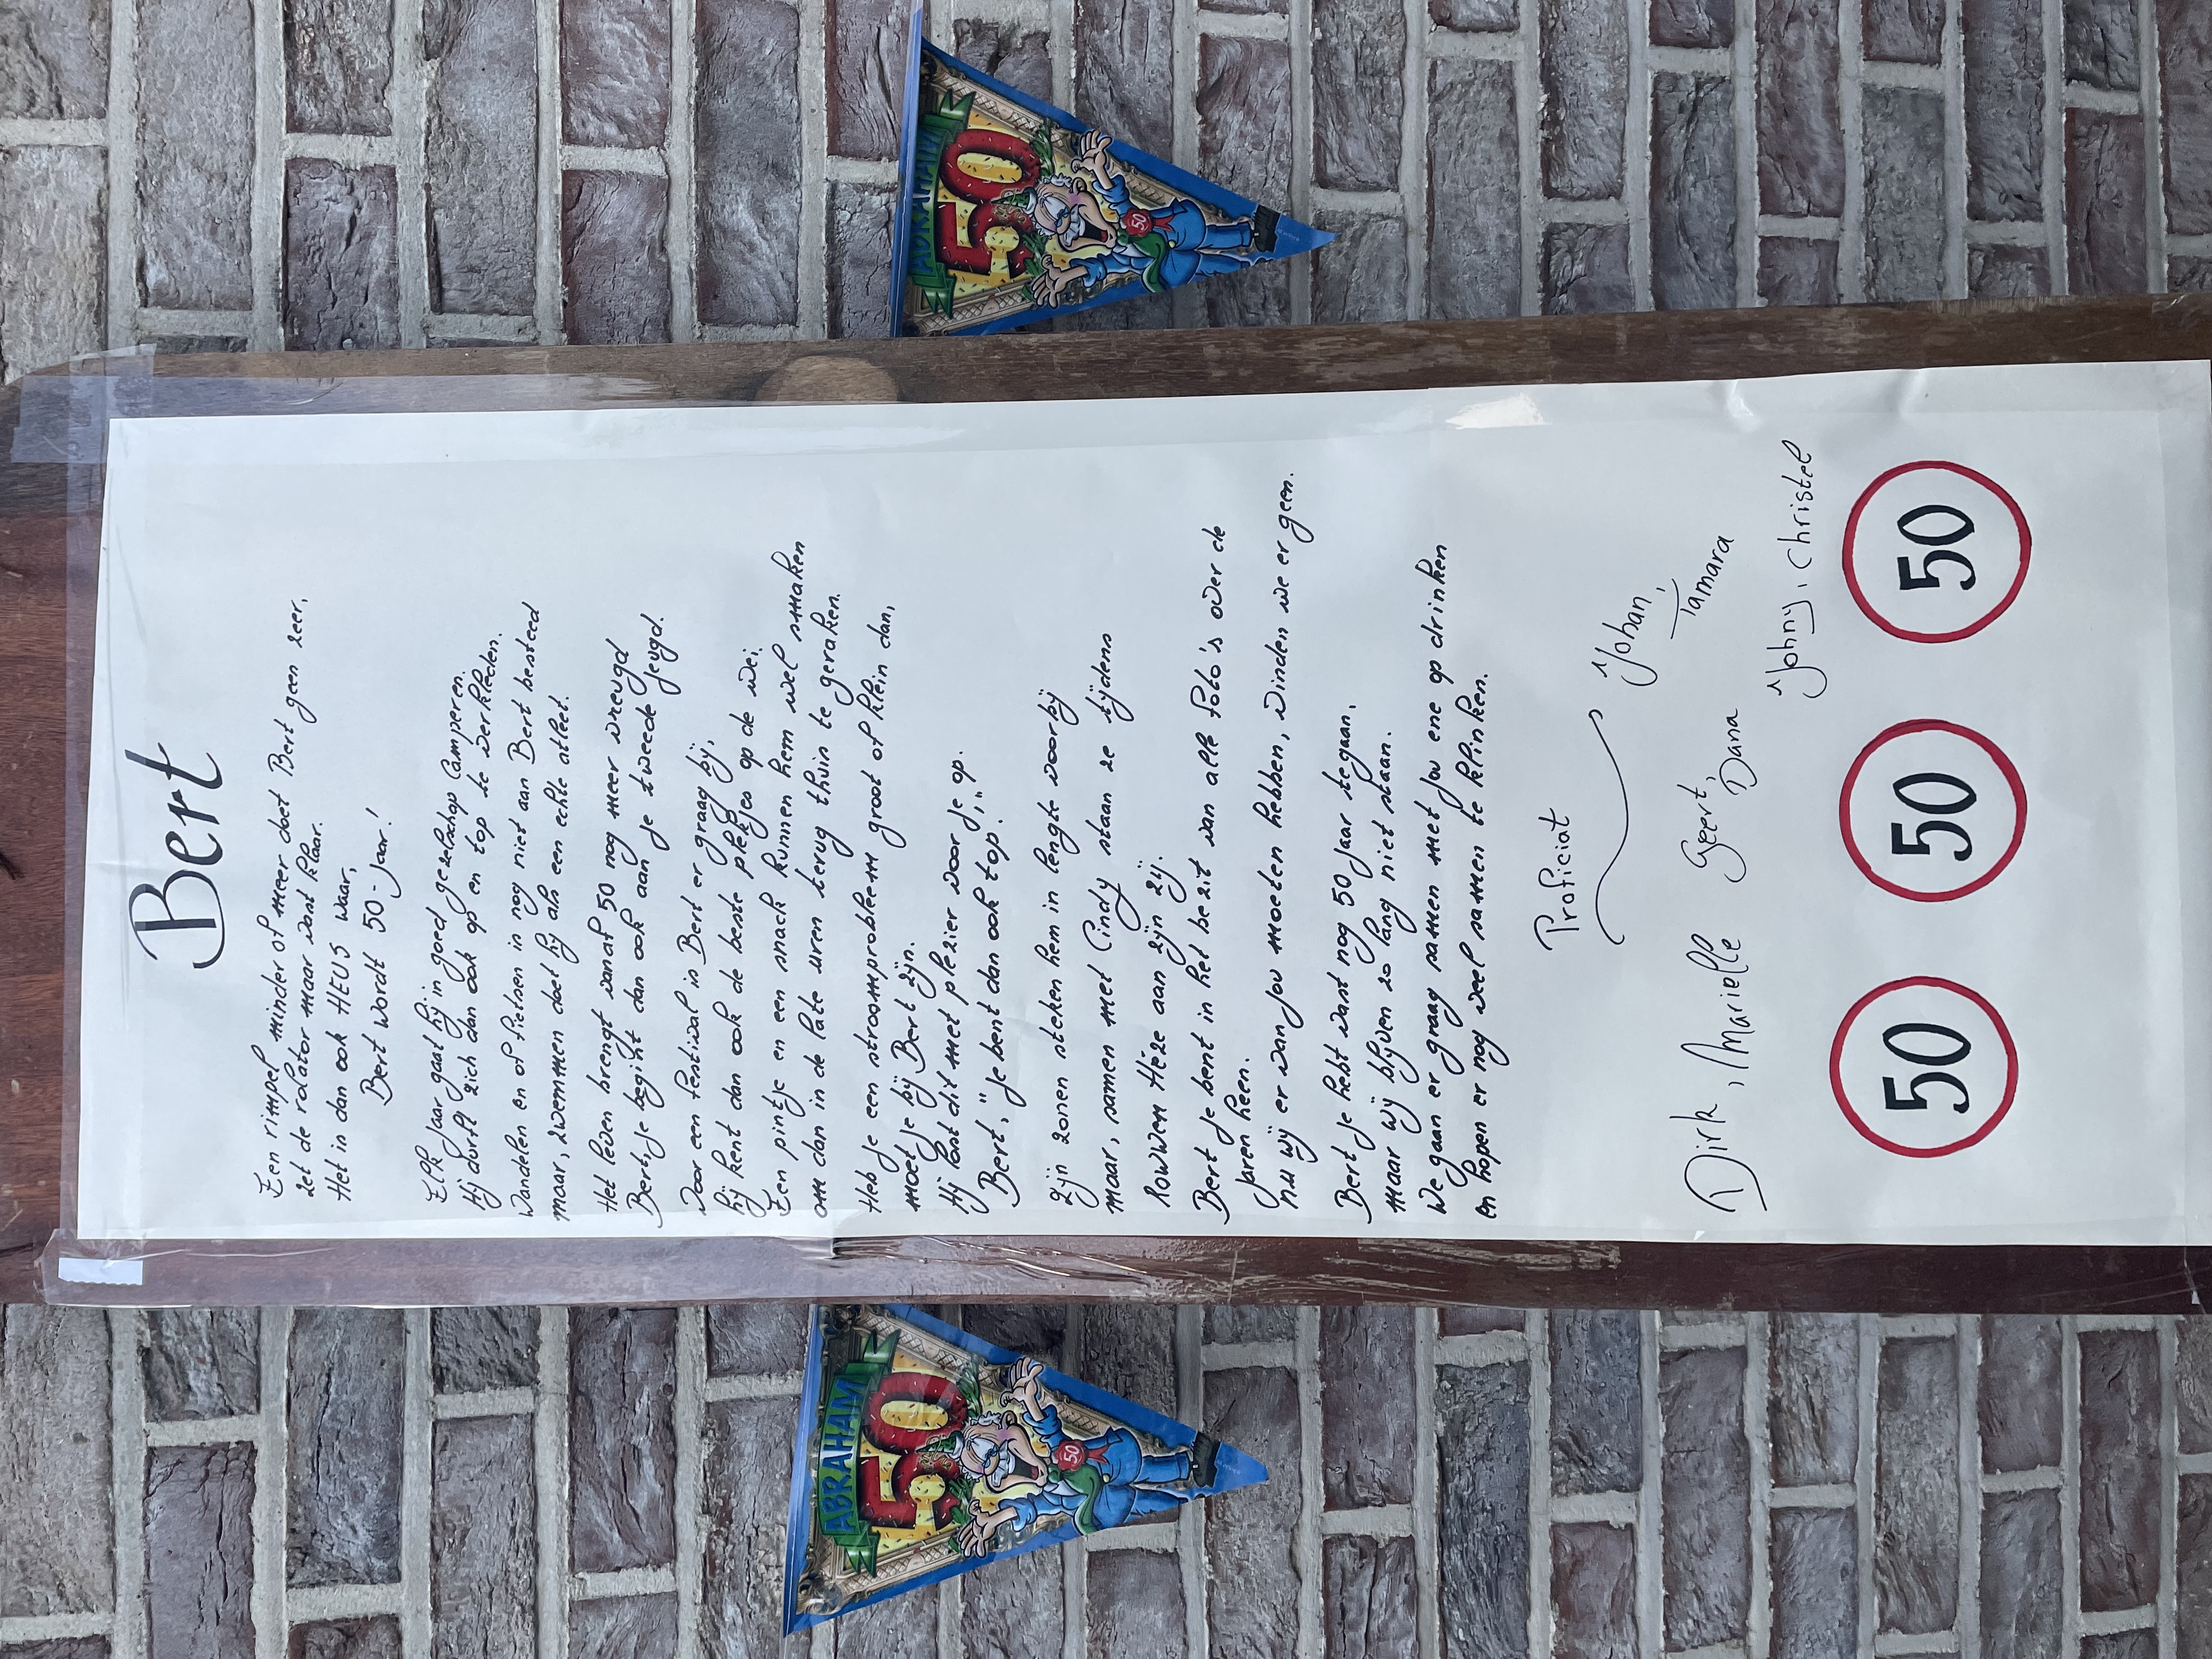 Bert
Een rimpel minder of meer doet Bert geen zeer,
zet de rolator maar vast klaar.
Het is dan ook HEUS waar,
Bert wordt 50-jaar!
Elk jaar gaat hij in goed gezelschap Camperen.
Hij durft zich dan ook op en top te verkleden.
Wandelen en of fietsen is nog niet aan Bert besteed
maar, zwemmen doet hij als een echte atleet.
Het leven brengt vanaf 50 nog meer vreugd
Bert, je begint dan ook aan je tweede jeugd.
Voor een festival is Bert er graag bij,
hij kent dan ook de beste plekjes op de wei.
Een pintje en een snack kunnen hem wel smaken
om dan in de late uren terug thuis te geraken.
Heb je een stroomprobleem groot of klein dan,
moet je bij Bert zijn.
Hij lost dit met plezier voor je op.
Bert, "je bent dan ook top!"
Zijn zonen steken hem in lengte voorbij
maar, samen met Cindy staan ze tijdens
Rowwen Hèze aan zijn zij.
Bert je bent in het bezit van alle foto's over de
jaren heen.
nu wij er van jou moeten hebben, vinden we er geen.
Bert je hebt vast nog 50 jaar te gaan,
maar wij blijven zo lang niet staan.
We gaan er graag samen met jou ene op drinken
en hopen er nog veel samen te klinken.
Proficiat
Johan,
Tamara
Dirk, Marielle
Geert,
Dana
Johny, Christel
50 50 50
ABRAHAM
50
50
ABRAHAM
50
50